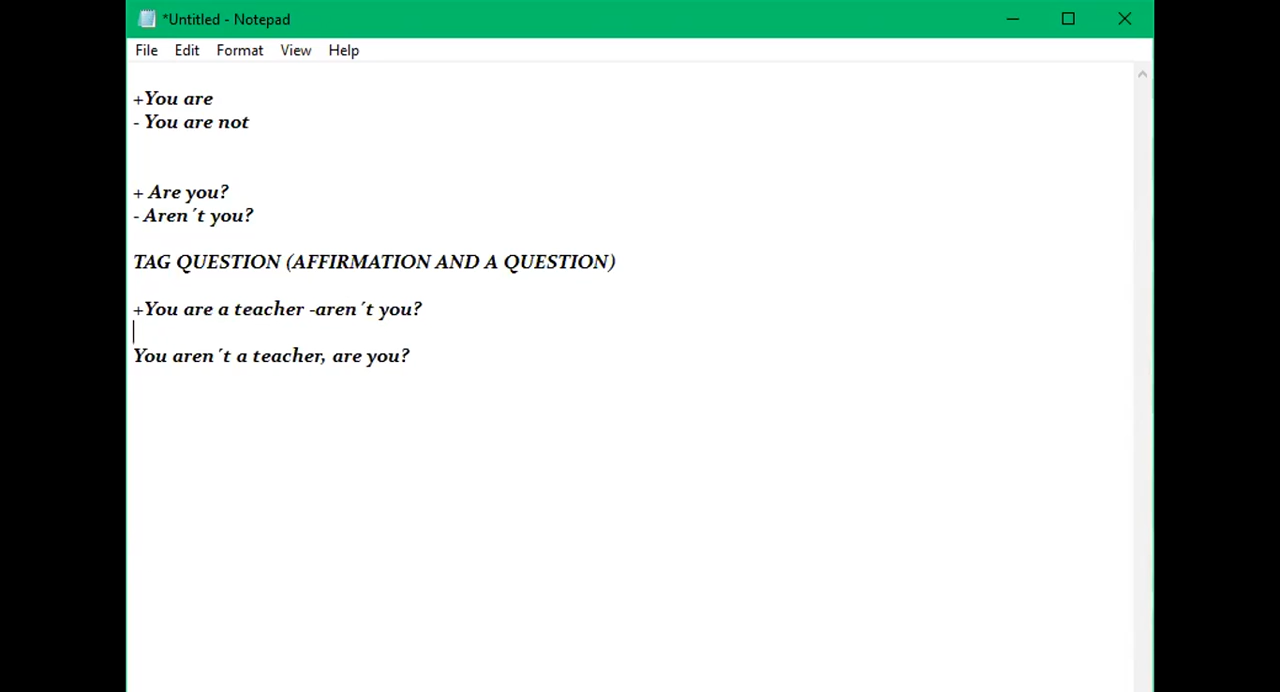 *Untitled - Notepad
File Edit Format View Help
+You are
- You are not
+ Are you?
- Aren´t you?
TAG QUESTION (AFFIRMATION AND A QUESTION)
+You are a teacher -aren´t you?
You aren´t a teacher, are you?